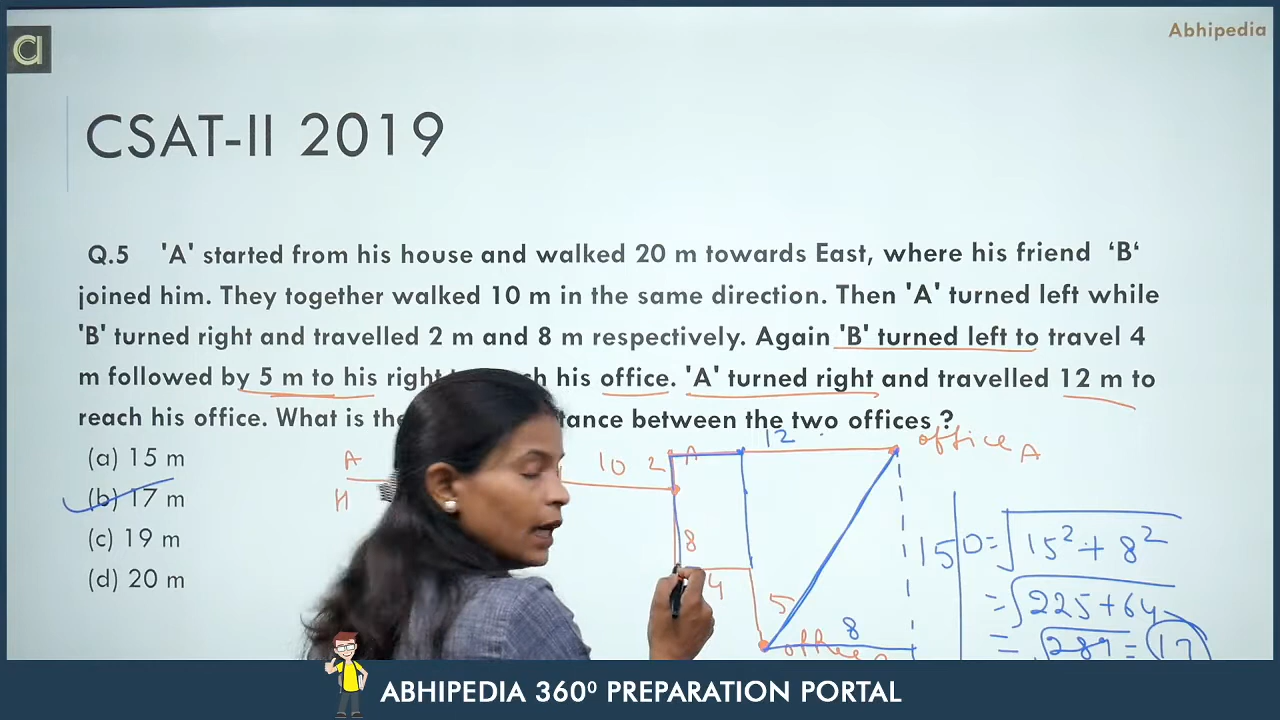 Abhipedia
CSAT-II 2019
Q.5 'A' started from his house and walked 20 m towards East, where his friend ‘B‘
joined him. They together walked 10 m in the same direction. Then 'A' turned left while
'B' turned right and travelled 2 m and 8 m respectively. Again 'B' turned left to travel 4
m followed by 5 m to his right his office. 'A' turned right and travelled 12 m to
reach his office. What is the between the two offices ?
(a) 15 m
(b) 17 m
(c) 19 m
(d) 20 m
A
H
10 2 A 12 office A
8
4
5
8
office
15
D=√15²+8²
=√225+64
=√289=17
ABHIPEDIA 360⁰ PREPARATION PORTAL